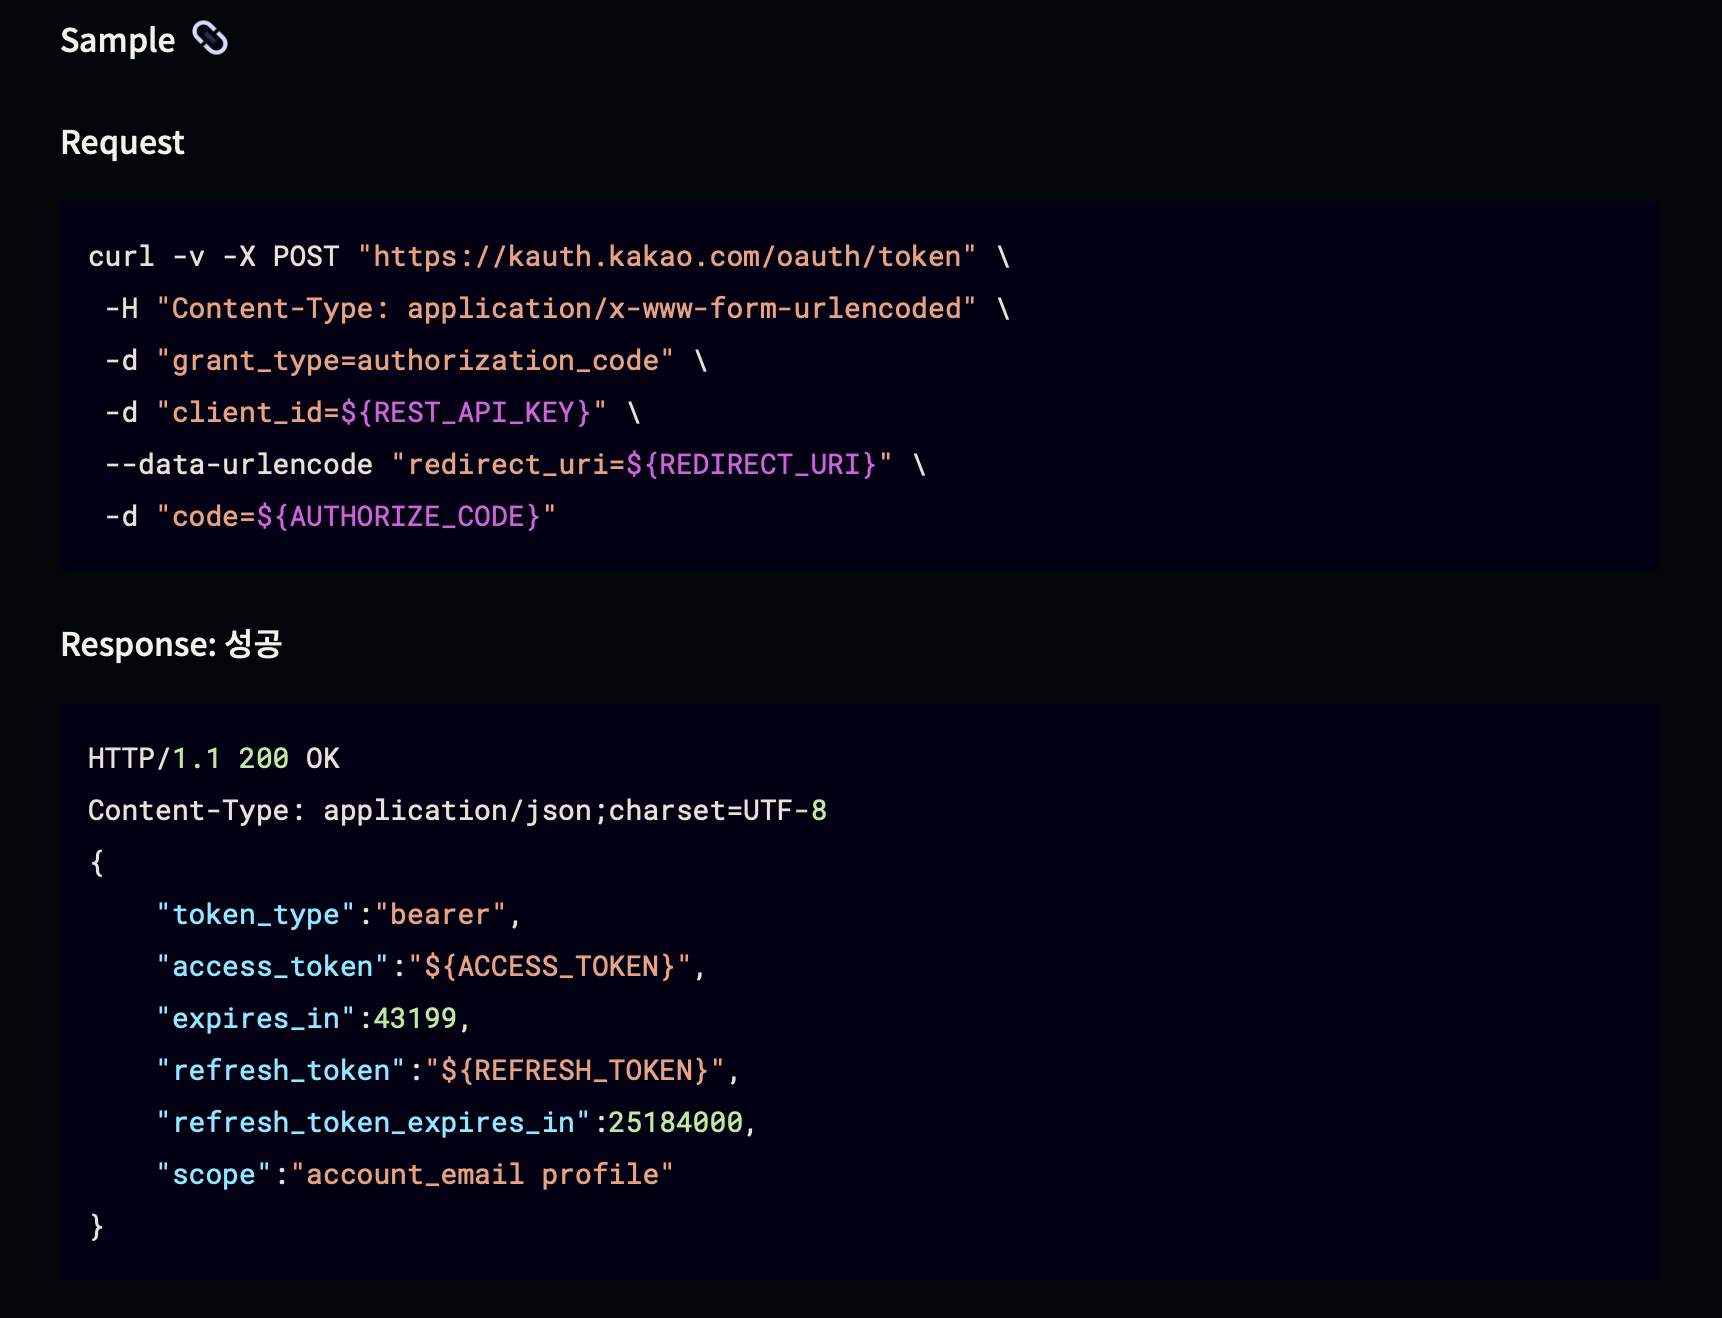 Sample
Request
curl -v -X POST "https://kauth.kakao.com/oauth/token" \
-H "Content-Type: application/x-www-form-urlencoded" \
-d "grant_type=authorization_code" \
-d "client_id=${REST_API_KEY}" \
--data-urlencode "redirect_uri=${REDIRECT_URI}" \
-d "code=${AUTHORIZE_CODE}"
Response: 성공
HTTP/1.1 200 OK
Content-Type: application/json;charset=UTF-8
{
"token_type":"bearer",
"access_token":"${ACCESS_TOKEN}",
"expires_in":43199,
"refresh_token":"${REFRESH_TOKEN}",
"refresh_token_expires_in":25184000,
"scope":"account_email profile"
}